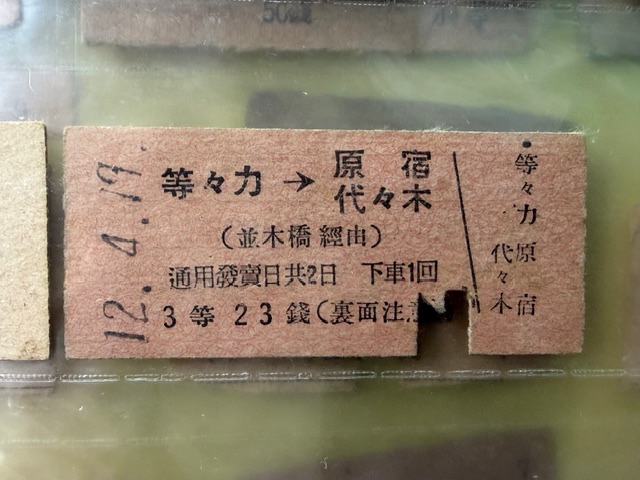 12. 4. 19.
等々力 → 原宿
代々木
(並木橋經由)
通用發賣日共2日 下車1回
3等 23錢(裏面注意
等々力
原宿
代々木